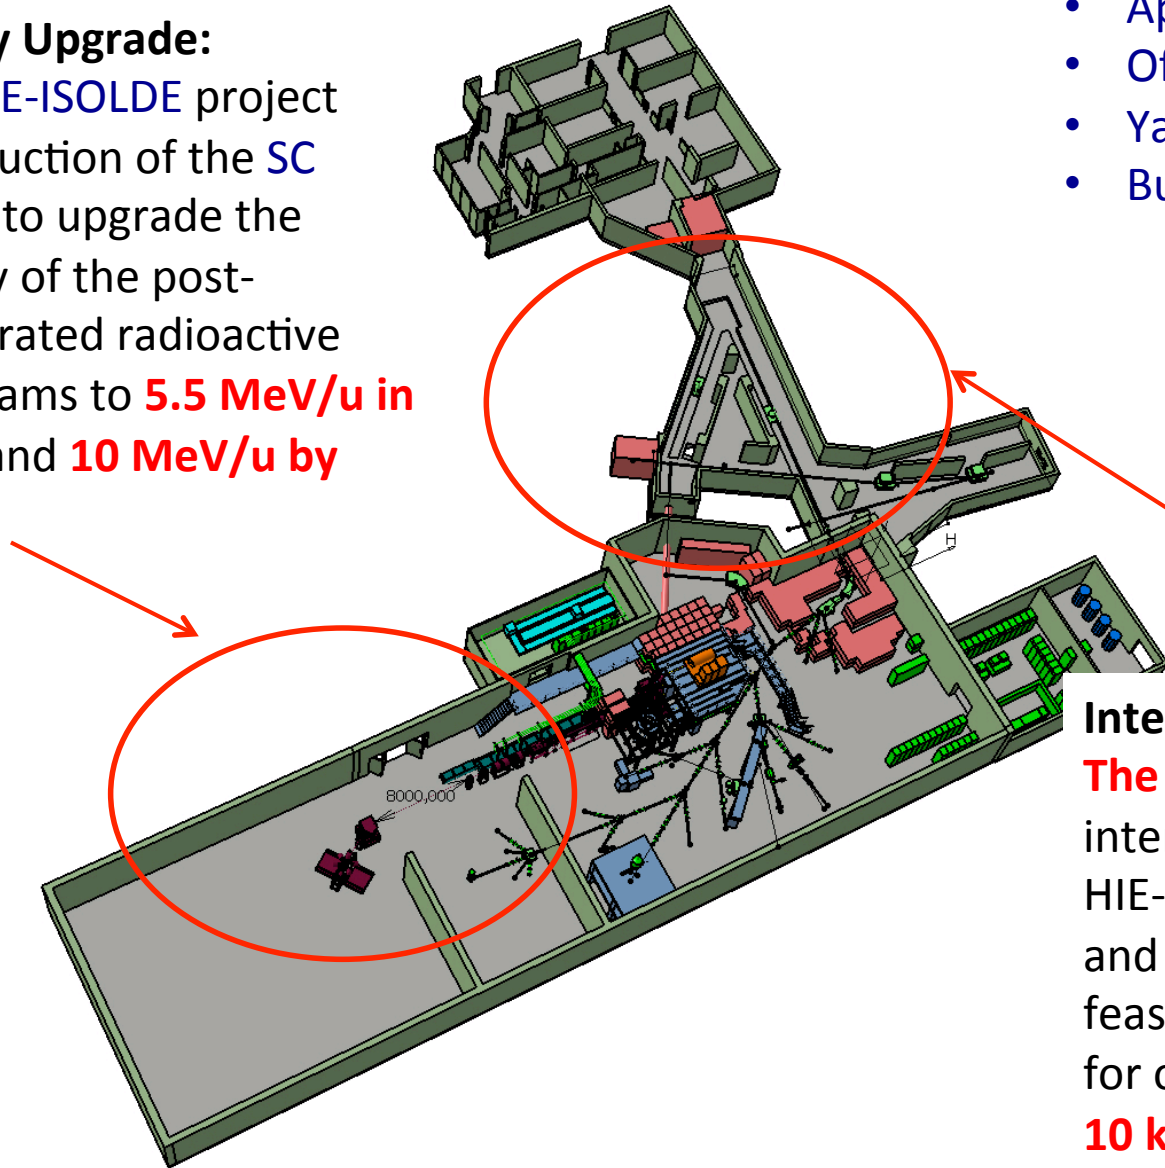 y Upgrade:
E-ISOLDE project
uction of the SC
to upgrade the
y of the post-
rated radioactive
ams to 5.5 MeV/u in
and 10 MeV/u by
• Ap
• Of
• Ya
• Bu
H
8000,000
Inte
The
inte
HIE-
and
feas
for
10 k